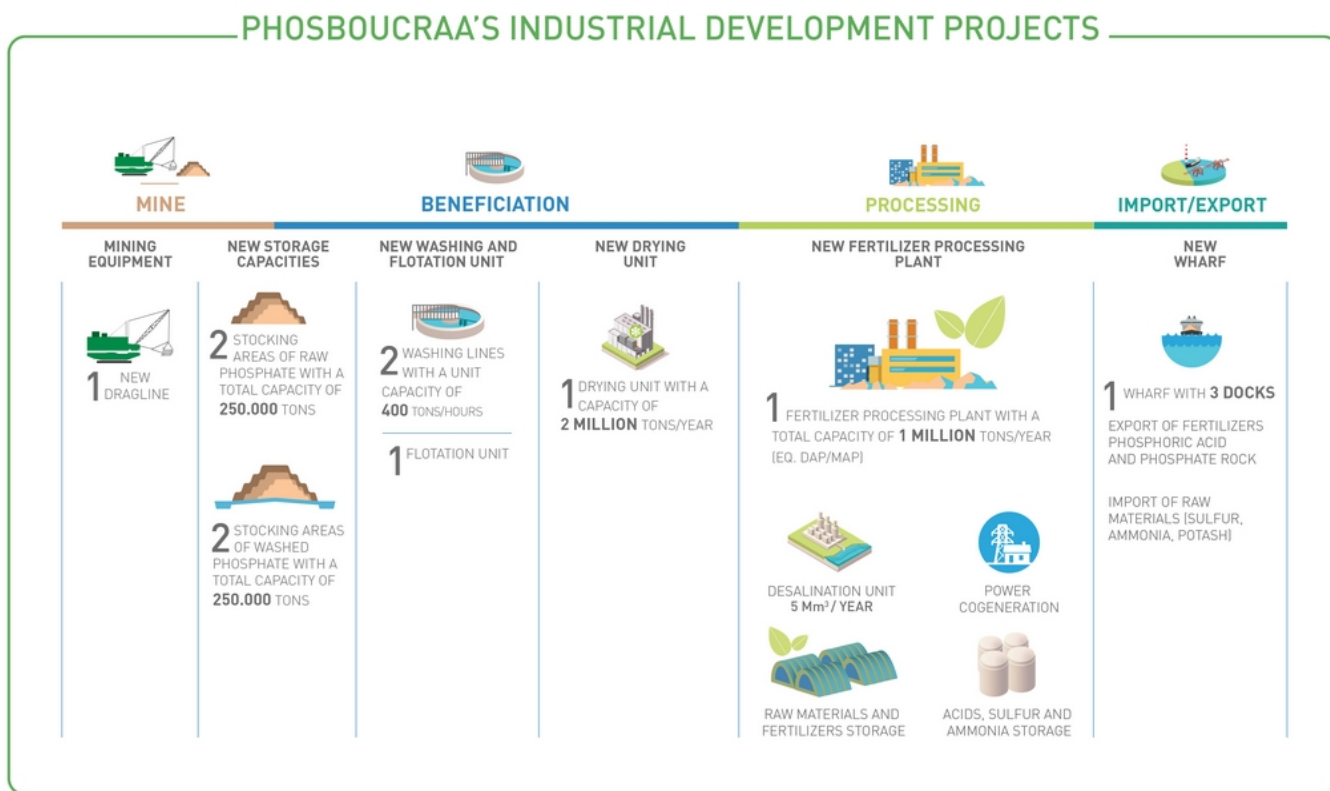 PHOSBOUCRAA'S INDUSTRIAL DEVELOPMENT PROJECTS
MINE
BENEFICIATION
PROCESSING
IMPORT/EXPORT
MINING
EQUIPMENT
NEW STORAGE
CAPACITIES
NEW WASHING AND
FLOTATION UNIT
NEW DRYING
UNIT
NEW FERTILIZER PROCESSING
PLANT
NEW
WHARF
1 NEW
DRAGLINE
2 STOCKING
AREAS OF RAW
PHOSPHATE WITH A
TOTAL CAPACITY OF
250.000 TONS
2 STOCKING AREAS
OF WASHED
PHOSPHATE WITH A
TOTAL CAPACITY OF
250.000 TONS
2 WASHING LINES
WITH A UNIT
CAPACITY OF
400 TONS/HOURS
1 FLOTATION UNIT
1 DRYING UNIT WITH A
CAPACITY OF
2 MILLION TONS/YEAR
1 FERTILIZER PROCESSING PLANT WITH A
TOTAL CAPACITY OF 1 MILLION TONS/YEAR
(EQ. DAP/MAP)
DESALINATION UNIT
5 Mm³/ YEAR
POWER
COGENERATION
RAW MATERIALS AND
FERTILIZERS STORAGE
ACIDS, SULFUR AND
AMMONIA STORAGE
1 WHARF WITH 3 DOCKS
EXPORT OF FERTILIZERS
PHOSPHORIC ACID
AND PHOSPHATE ROCK
IMPORT OF RAW
MATERIALS (SULFUR,
AMMONIA, POTASH)